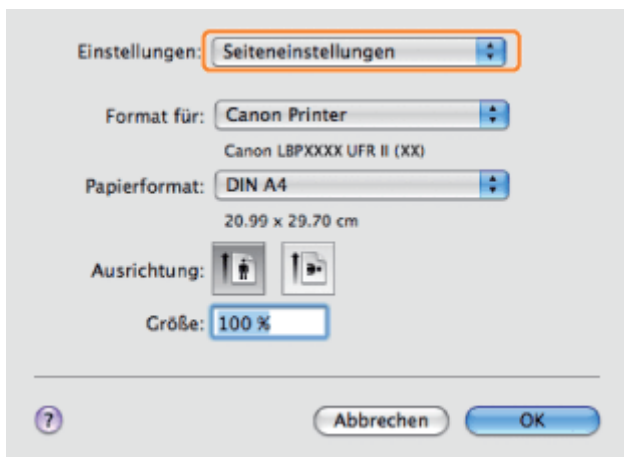 Einstellungen: Seiteneinstellungen
Format für: Canon Printer
Canon LBPXXXX UFR II (XX)
Papierformat: DIN A4
20.99 x 29.70 cm
Ausrichtung:
Größe: 100 %
? Abbrechen OK